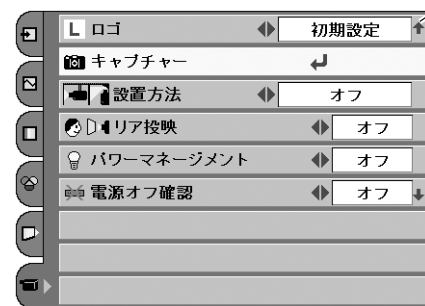 L ロゴ 初期設定
キャプチャー
設置方法 オフ
リア投映 オフ
パワーマネージメント オフ
電源オフ確認 オフ